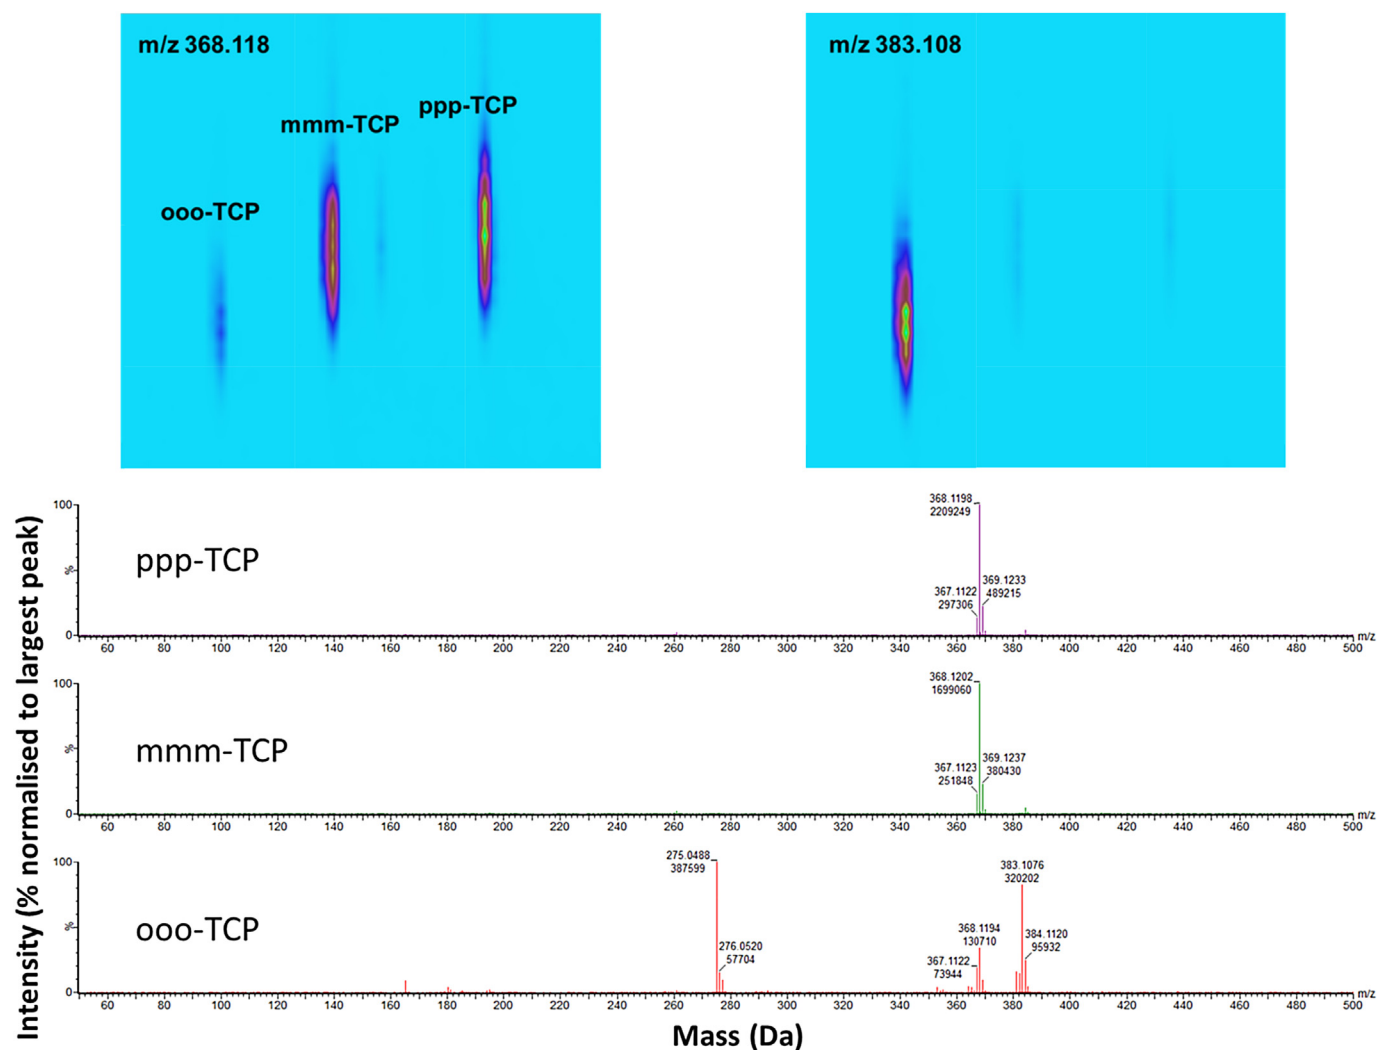 m/z 368.118
ooo-TCP
mmm-TCP
ppp-TCP
m/z 383.108
Intensity (% normalised to largest peak)
100
%
0
ppp-TCP
368.1198
2209249
367.1122
297306
369.1233
489215
60 80 100 120 140 160 180 200 220 240 260 280 300 320 340 360 380 400 420 440 460 480 500 m/z
100
%
0
mmm-TCP
368.1202
1699060
367.1123
251848
369.1237
380430
60 80 100 120 140 160 180 200 220 240 260 280 300 320 340 360 380 400 420 440 460 480 500 m/z
100
%
0
ooo-TCP
275.0488
387599
276.0520
57704
368.1194
130710
367.1122
73944
383.1076
320202
384.1120
95932
60 80 100 120 140 160 180 200 220 240 260 280 300 320 340 360 380 400 420 440 460 480 500 m/z
Mass (Da)